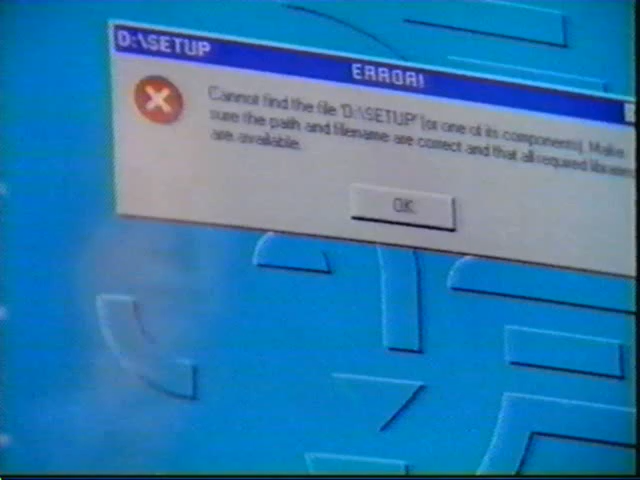 D:\SETUP
ERROR!
Cannot find the file 'D:\SETUP' (or one of its components). Make
sure the path and filename are correct and that all required libraries
are available.
OK